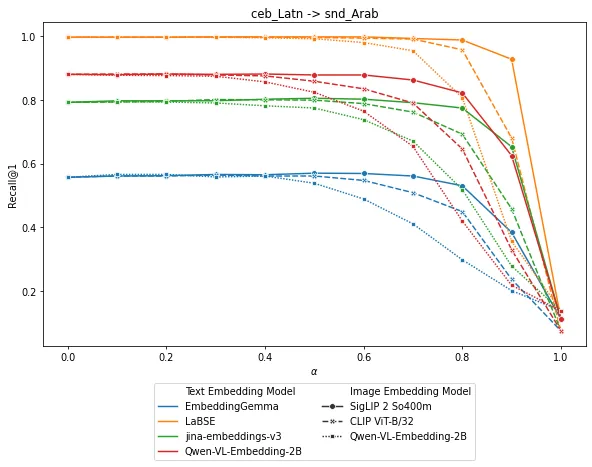 ceb_Latn -> snd_Arab
Recall@1
1.0
0.8
0.6
0.4
0.2
0.0 0.2 0.4 0.6 0.8 1.0
α
Text Embedding Model Image Embedding Model
EmbeddingGemma SigLIP 2 So400m
LaBSE CLIP ViT-B/32
jina-embeddings-v3 Qwen-VL-Embedding-2B
Qwen-VL-Embedding-2B